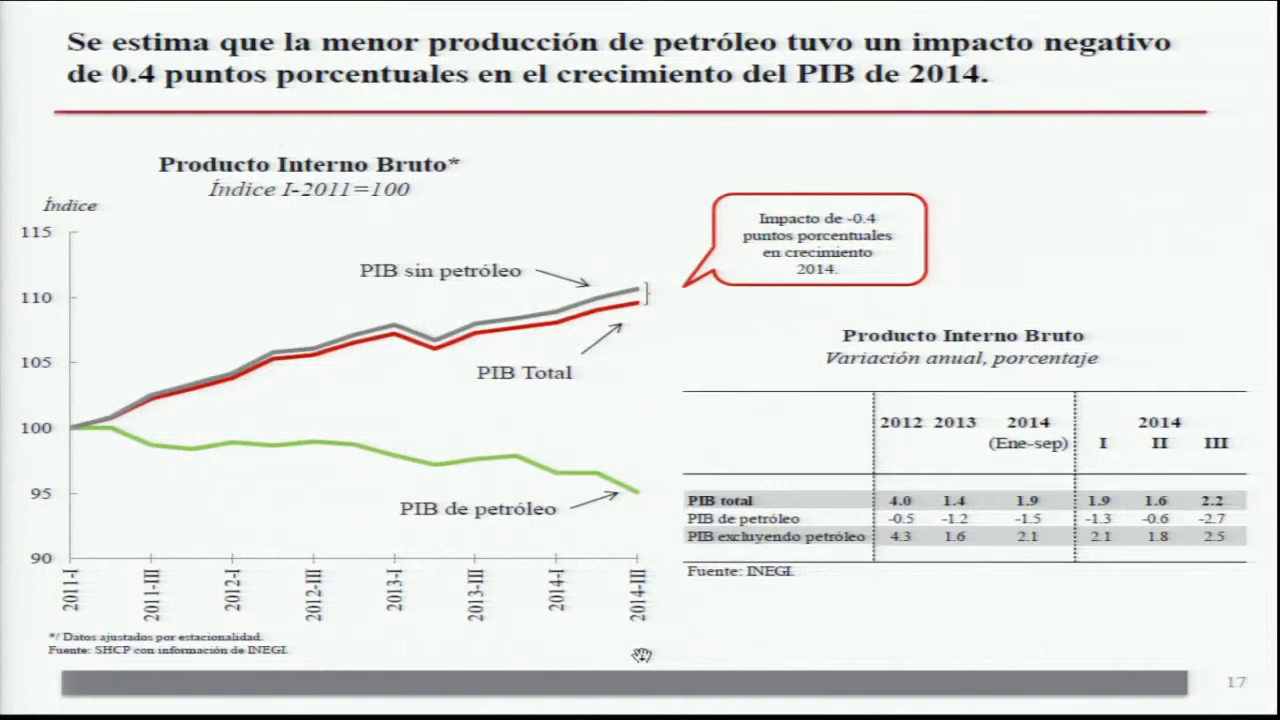 Se estima que la menor producción de petróleo tuvo un impacto negativo
de 0.4 puntos porcentuales en el crecimiento del PIB de 2014.
Producto Interno Bruto*
Índice I-2011=100
Índice
115
110
105
100
95
90
PIB sin petróleo
PIB Total
PIB de petróleo
2011-I
2011-III
2012-I
2012-III
2013-I
2013-III
2014-I
2014-III
*/ Datos ajustados por estacionalidad.
Fuente: SHCP con información de INEGI.
Impacto de -0.4
puntos porcentuales
en crecimiento
2014.
Producto Interno Bruto
Variación anual, porcentaje
2012 2013 2014 2014
(Ene-sep) I II III
PIB total 4.0 1.4 1.9 1.9 1.6 2.2
PIB de petróleo -0.5 -1.2 -1.5 -1.3 -0.6 -2.7
PIB excluyendo petróleo 4.3 1.6 2.1 2.1 1.8 2.5
Fuente: INEGI.
17